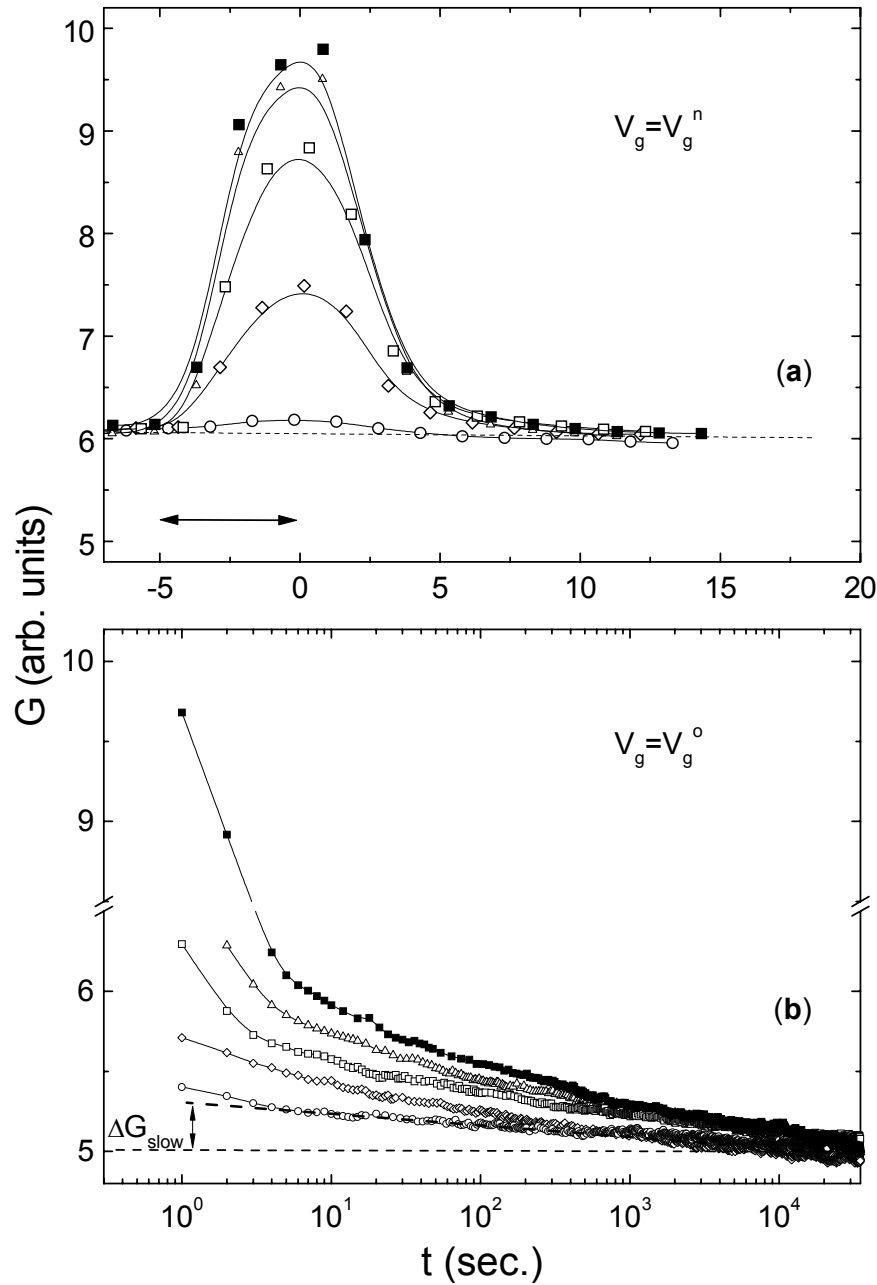 10
9
8
7
6
5
V_g=V_g^n
(a)
-5 0 5 10 15 20
G (arb. units)
10
9
6
5
V_g=V_g^o
(b)
ΔG_slow
10^0 10^1 10^2 10^3 10^4
t (sec.)